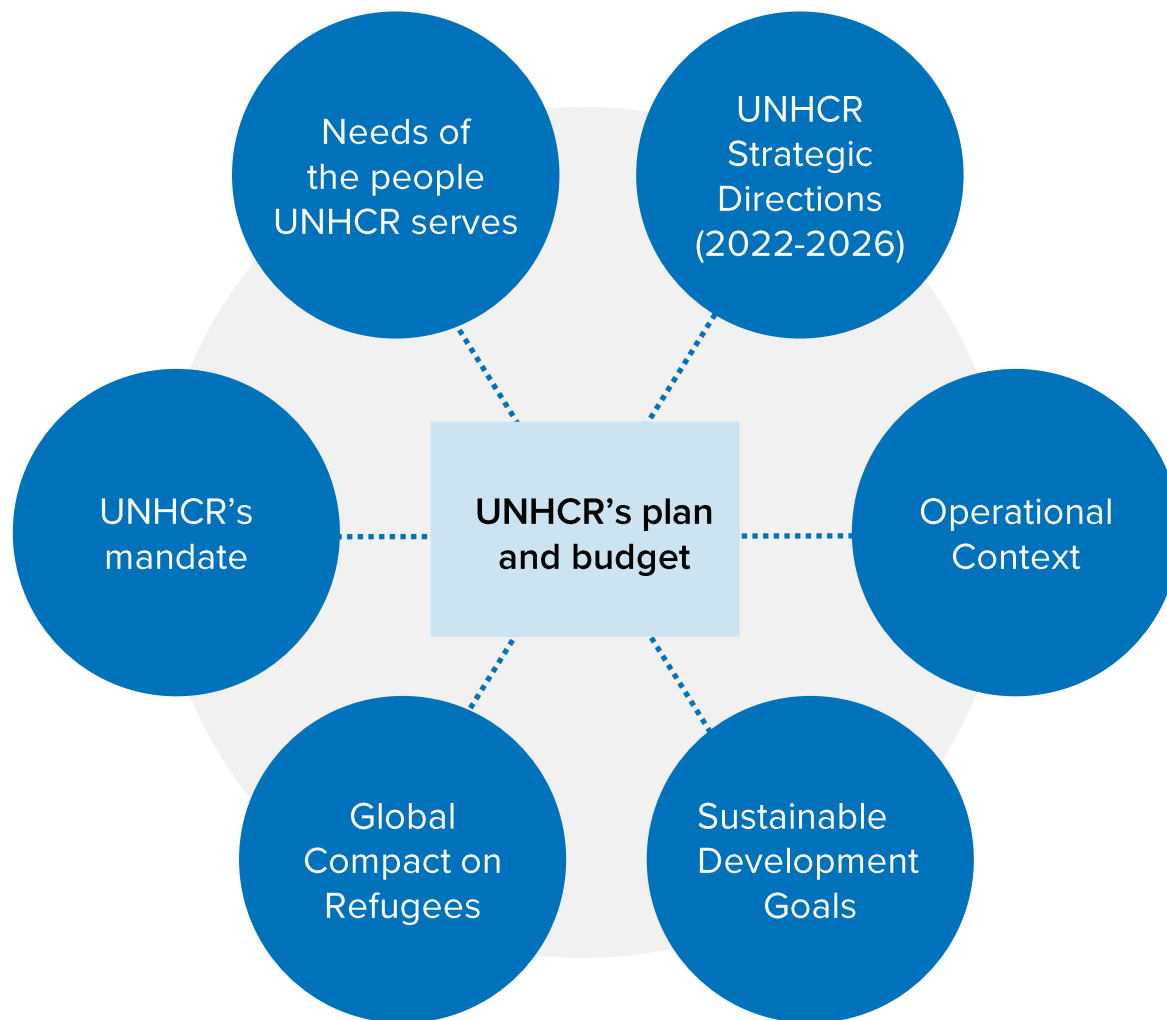 Needs of
the people
UNHCR serves
UNHCR
Strategic
Directions
(2022-2026)
UNHCR’s
mandate
UNHCR’s plan
and budget
Operational
Context
Global
Compact on
Refugees
Sustainable
Development
Goals